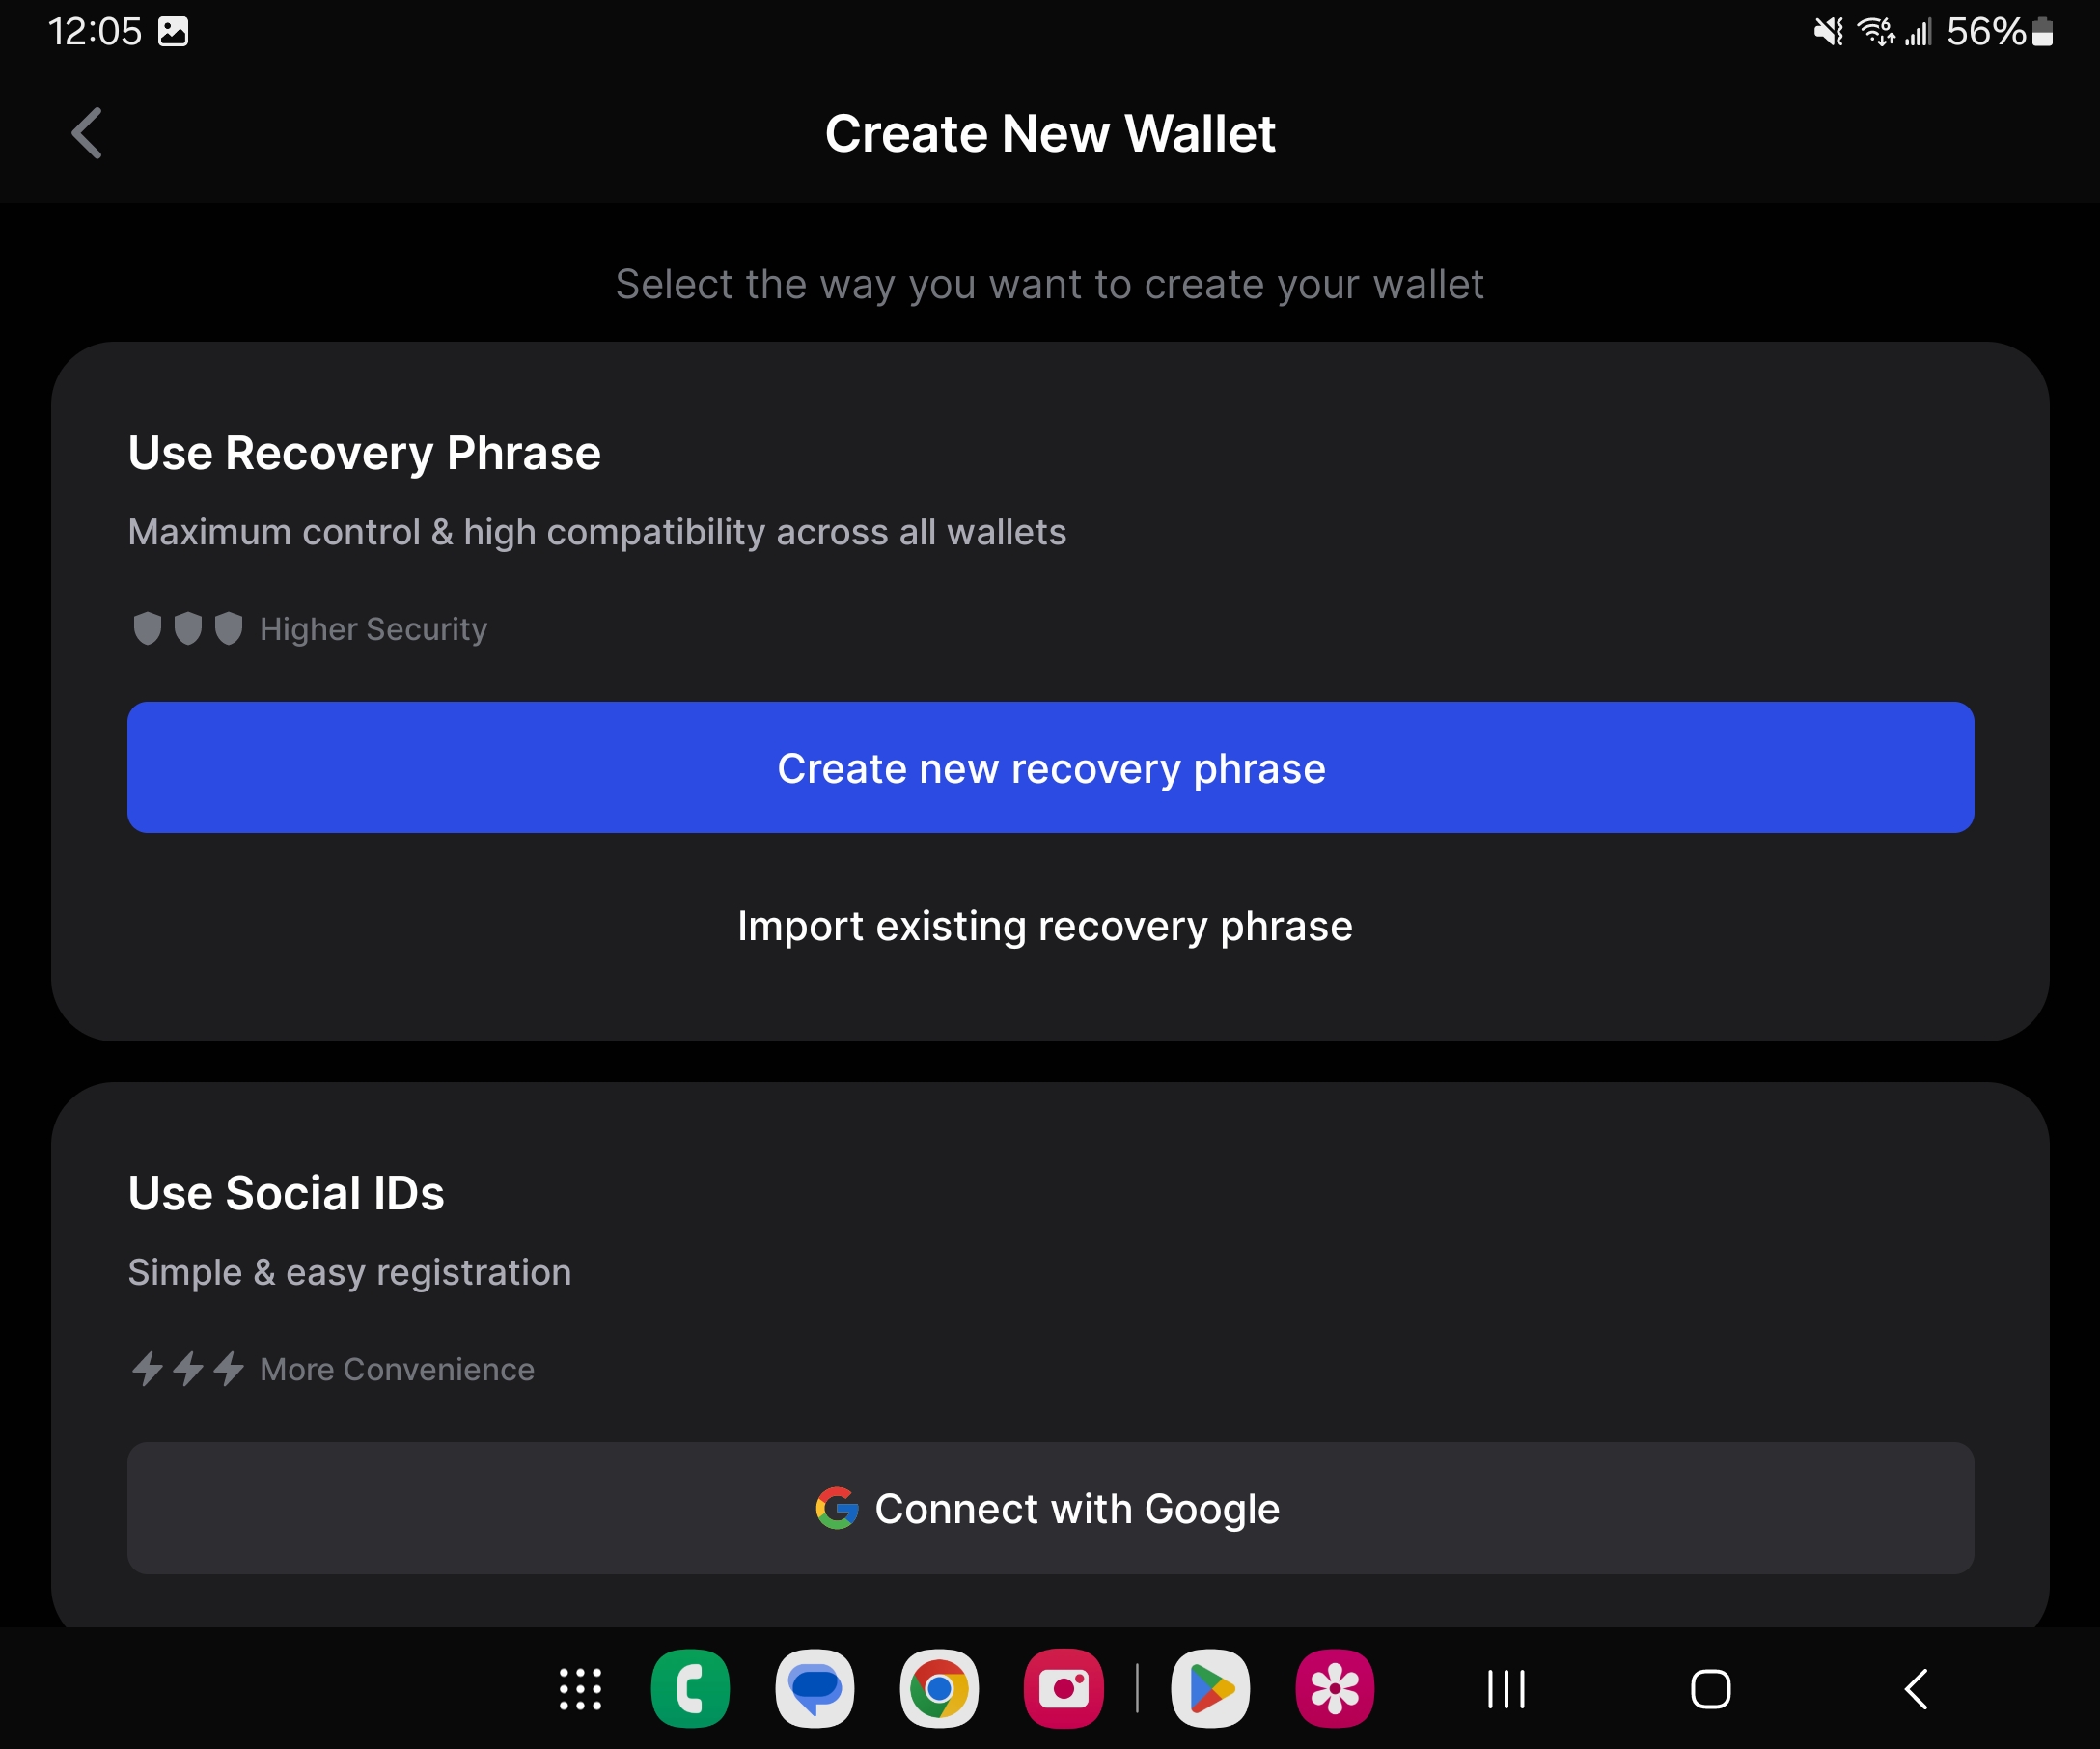 12:05
6
56%
Create New Wallet
Select the way you want to create your wallet
Use Recovery Phrase
Maximum control & high compatibility across all wallets
Higher Security
Create new recovery phrase
Import existing recovery phrase
Use Social IDs
Simple & easy registration
More Convenience
Connect with Google